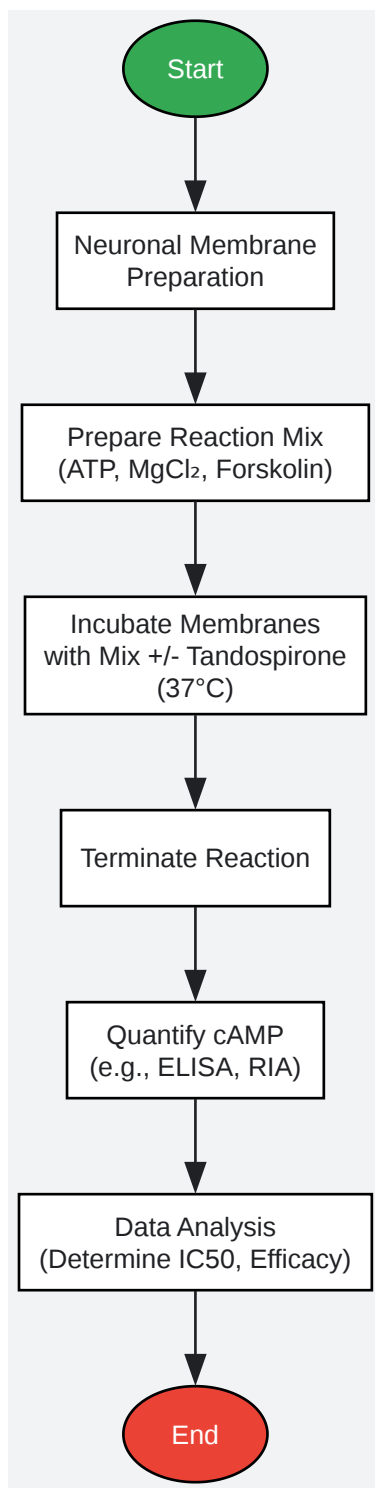 Start
Neuronal Membrane
Preparation
Prepare Reaction Mix
(ATP, MgCl₂, Forskolin)
Incubate Membranes
with Mix +/- Tandospirone
(37°C)
Terminate Reaction
Quantify cAMP
(e.g., ELISA, RIA)
Data Analysis
(Determine IC50, Efficacy)
End